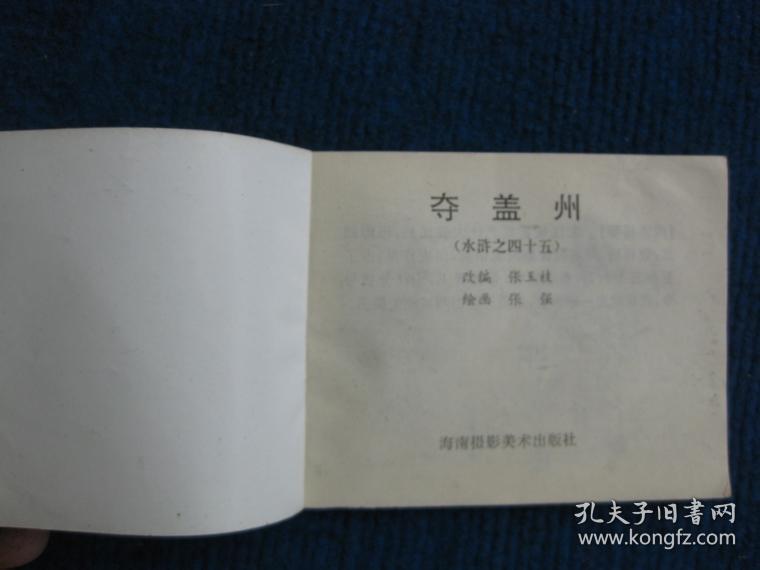 夺盖州
(水浒之四十五)
改编 张玉枝
绘画 张强
海南摄影美术出版社
孔夫子旧书网
www.kongfz.com